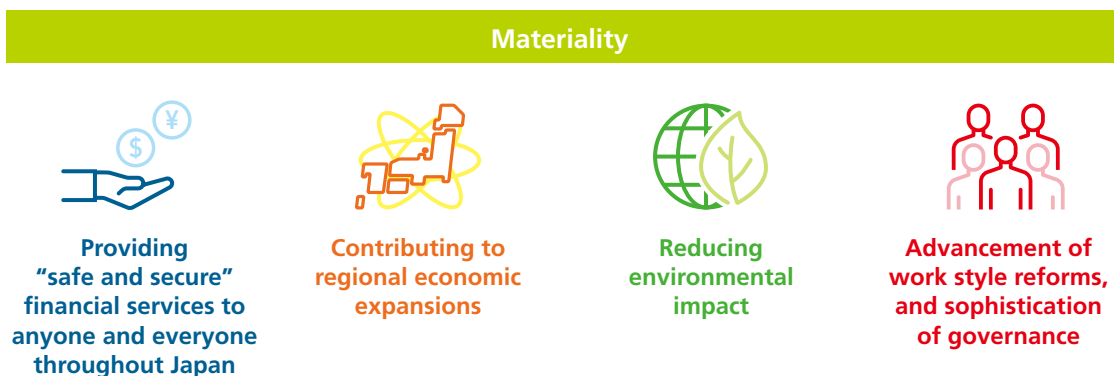 Materiality
¥
$
Providing
“safe and secure”
financial services to
anyone and everyone
throughout Japan
Contributing to
regional economic
expansions
Reducing
environmental
impact
Advancement of
work style reforms,
and sophistication
of governance